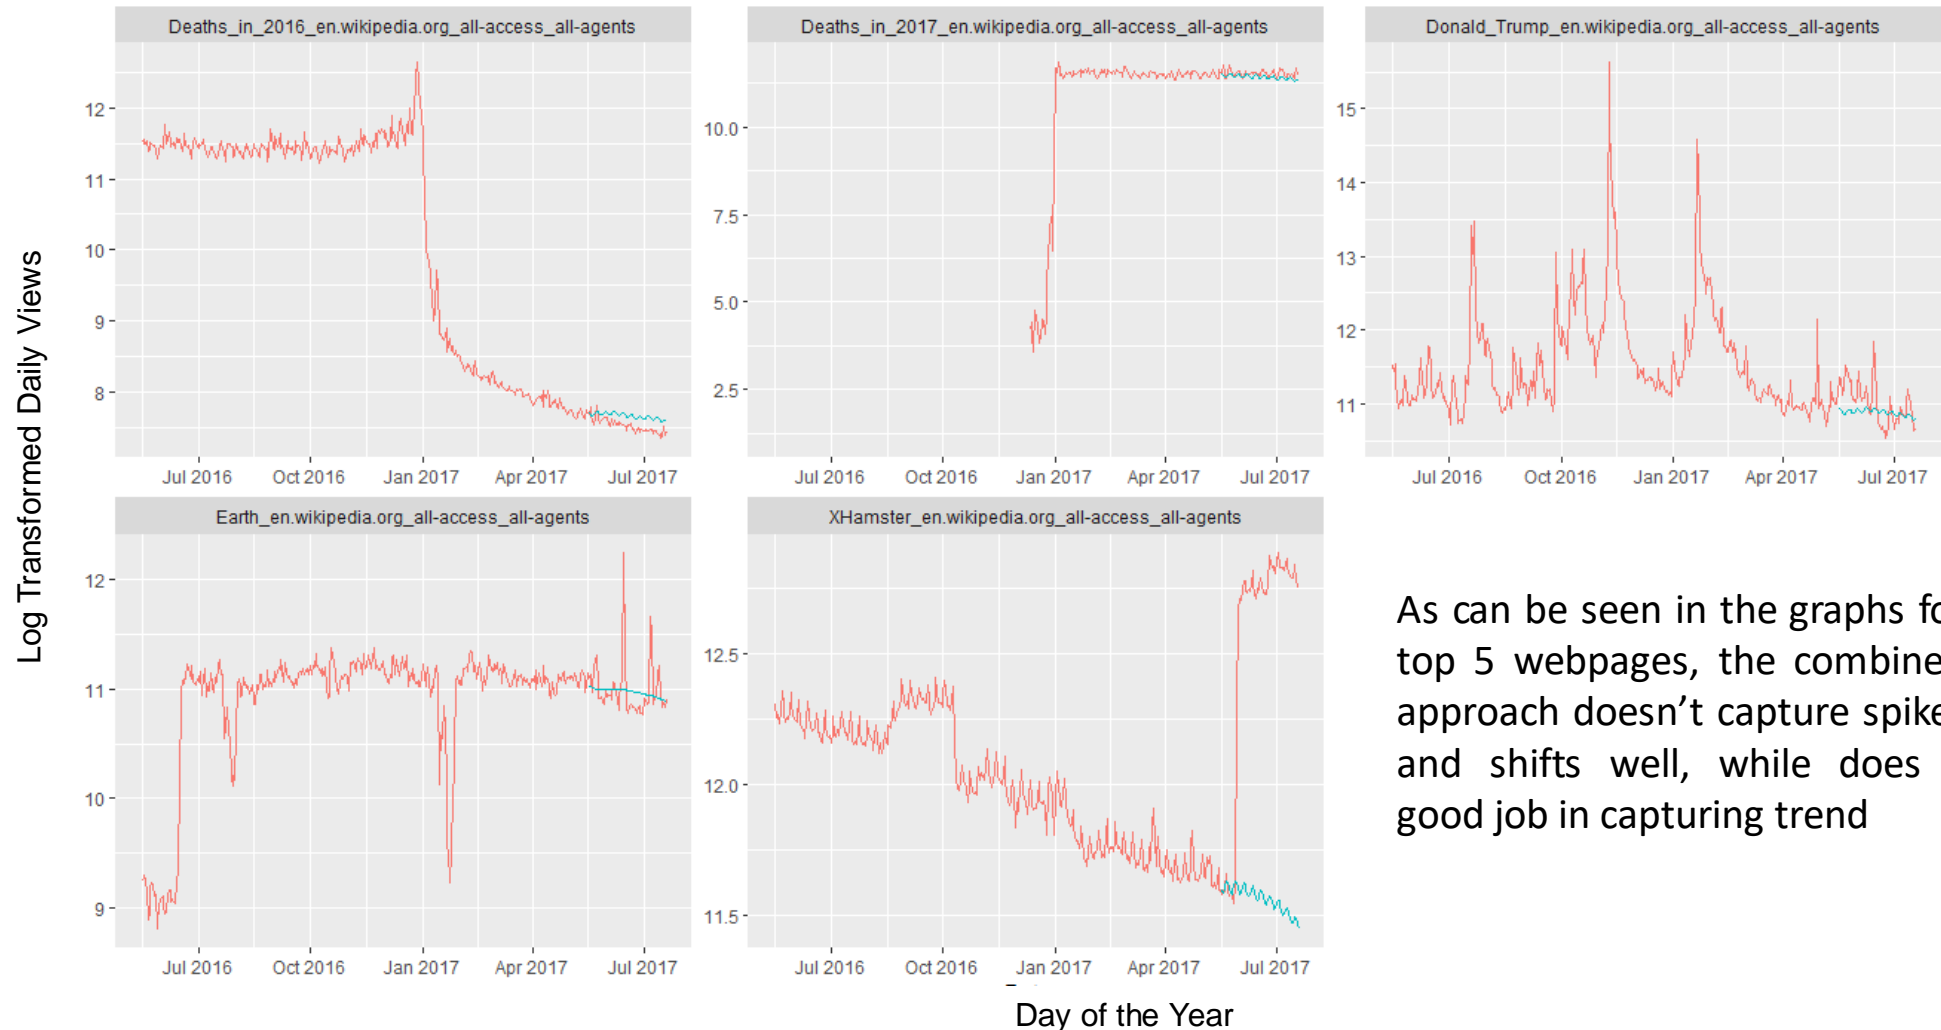 Log Transformed Daily Views
Deaths_in_2016_en.wikipedia.org_all-access_all-agents
12
11
10
9
8
Jul 2016 Oct 2016 Jan 2017 Apr 2017 Jul 2017
Deaths_in_2017_en.wikipedia.org_all-access_all-agents
10.0
7.5
5.0
2.5
Jul 2016 Oct 2016 Jan 2017 Apr 2017 Jul 2017
Donald_Trump_en.wikipedia.org_all-access_all-agents
15
14
13
12
11
Jul 2016 Oct 2016 Jan 2017 Apr 2017 Jul 2017
Earth_en.wikipedia.org_all-access_all-agents
12
11
10
9
Jul 2016 Oct 2016 Jan 2017 Apr 2017 Jul 2017
XHamster_en.wikipedia.org_all-access_all-agents
12.5
12.0
11.5
Jul 2016 Oct 2016 Jan 2017 Apr 2017 Jul 2017
Day of the Year
As can be seen in the graphs fo
top 5 webpages, the combine
approach doesn’t capture spike
and shifts well, while does
good job in capturing trend